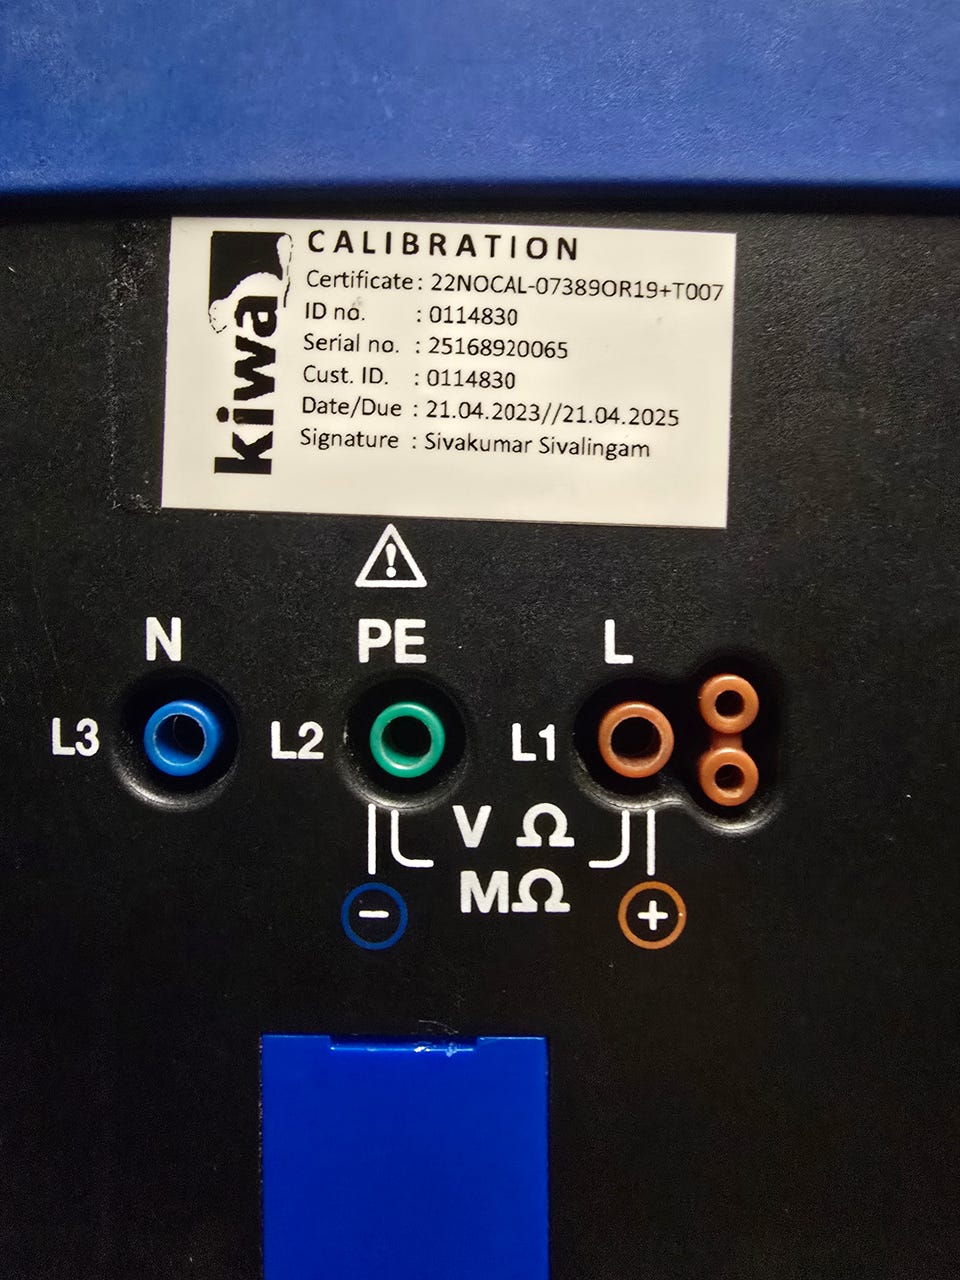 kiwa
CALIBRATION
Certificate : 22NOCAL-07389OR19+T007
ID no. : 0114830
Serial no. : 25168920065
Cust. ID. : 0114830
Date/Due : 21.04.2023//21.04.2025
Signature : Sivakumar Sivalingam
!
N PE L
L3 L2 L1
V Ω
MΩ
− +